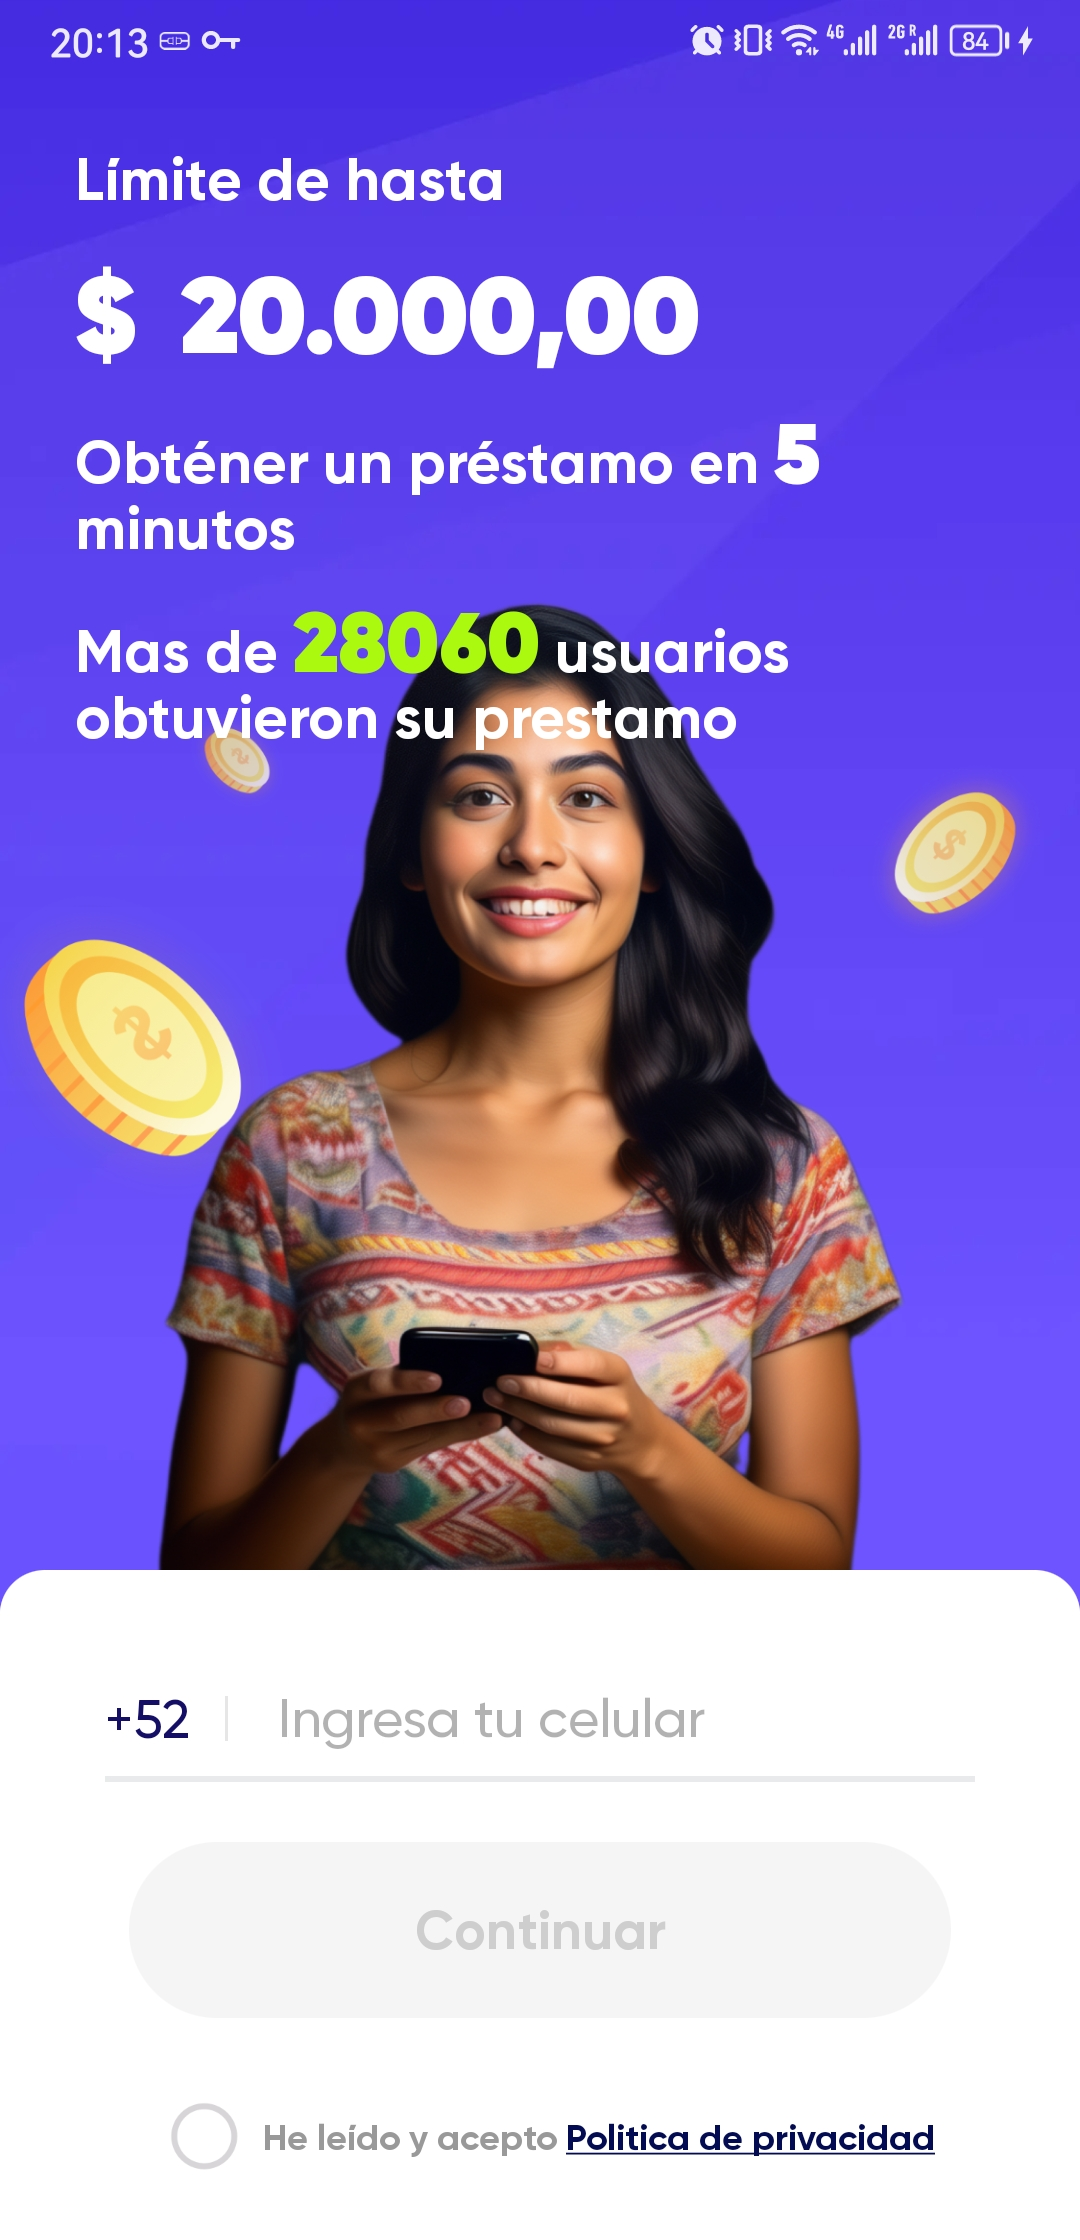 20:13
4G
2G R
84
Límite de hasta
$ 20.000,00
Obténer un préstamo en 5
minutos
Mas de 28060 usuarios
obtuvieron su prestamo
+52 Ingresa tu celular
Continuar
He leído y acepto Politica de privacidad